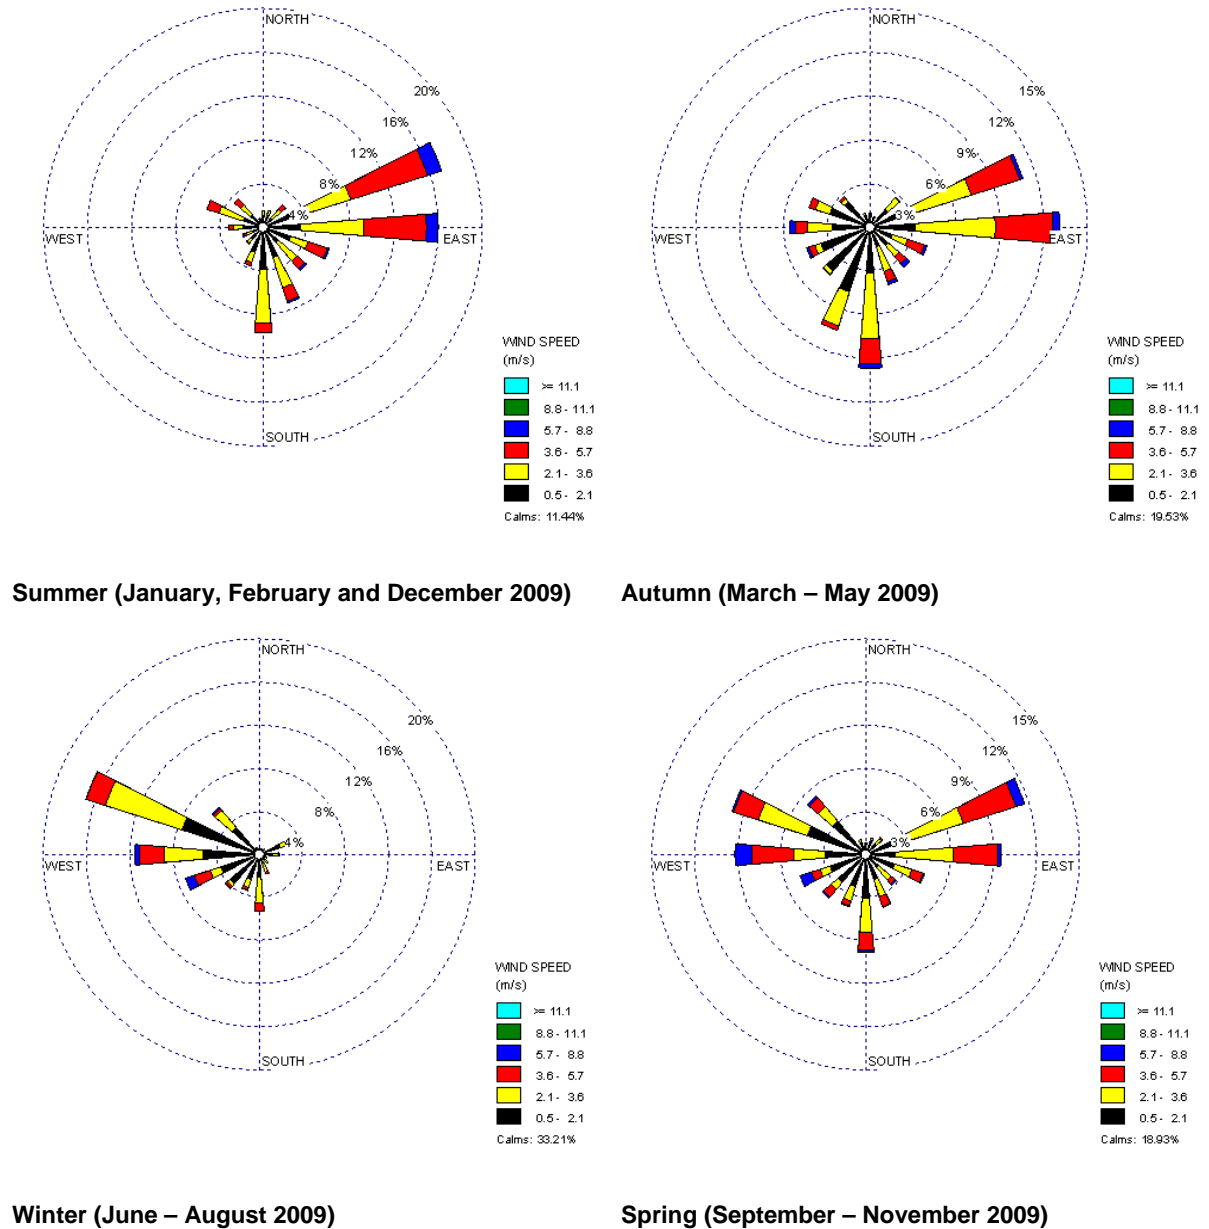 NORTH
20%
16%
12%
8%
4%
WEST
EAST
SOUTH
WIND SPEED
(m/s)
>= 11.1
8.8 - 11.1
5.7 - 8.8
3.6 - 5.7
2.1 - 3.6
0.5 - 2.1
Calms: 11.44%
NORTH
15%
12%
9%
6%
3%
WEST
EAST
SOUTH
WIND SPEED
(m/s)
>= 11.1
8.8 - 11.1
5.7 - 8.8
3.6 - 5.7
2.1 - 3.6
0.5 - 2.1
Calms: 19.53%
Summer (January, February and December 2009)
Autumn (March – May 2009)
NORTH
20%
16%
12%
8%
4%
WEST
EAST
SOUTH
WIND SPEED
(m/s)
>= 11.1
8.8 - 11.1
5.7 - 8.8
3.6 - 5.7
2.1 - 3.6
0.5 - 2.1
Calms: 33.21%
NORTH
15%
12%
9%
6%
3%
WEST
EAST
SOUTH
WIND SPEED
(m/s)
>= 11.1
8.8 - 11.1
5.7 - 8.8
3.6 - 5.7
2.1 - 3.6
0.5 - 2.1
Calms: 18.93%
Winter (June – August 2009)
Spring (September – November 2009)